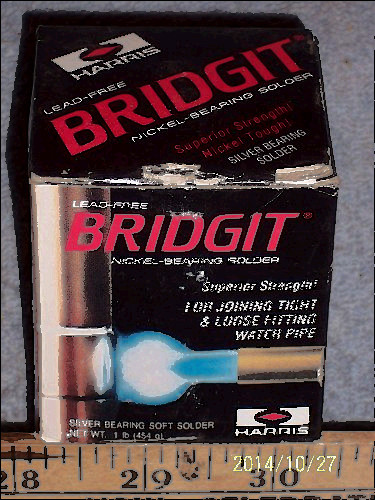 HARRIS
LEAD-FREE
BRIDGIT®
NICKEL-BEARING SOLDER
Superior Strength!
Nickel Tough!
SILVER BEARING
SOLDER
LEAD-FREE
BRIDGIT®
NICKEL-BEARING SOLDER
Superior Strength!
FOR JOINING TIGHT
& LOOSE FITTING
WATER PIPE
SILVER BEARING SOFT SOLDER
NET WT. 1 lb (454 g)
HARRIS
2014/10/27
28 29 30